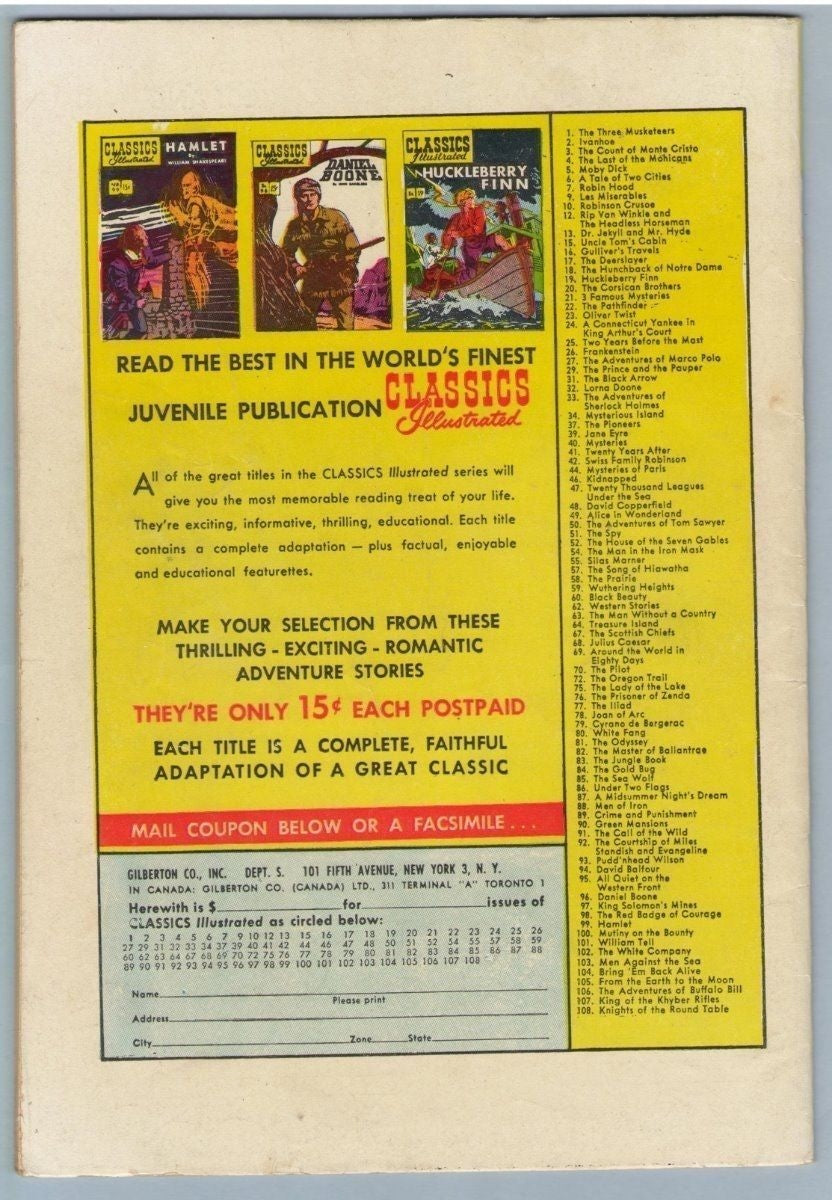 CLASSICS
Illustrated
HAMLET
by
WILLIAM SHAKESPEARE
No.
99
15¢
CLASSICS
Illustrated
DANIEL
BOONE
15¢
CLASSICS
Illustrated
HUCKLEBERRY
FINN
19
READ THE BEST IN THE WORLD'S FINEST
JUVENILE PUBLICATION CLASSICS
Illustrated
All of the great titles in the CLASSICS Illustrated series will
give you the most memorable reading treat of your life.
They're exciting, informative, thrilling, educational. Each title
contains a complete adaptation — plus factual, enjoyable
and educational featurettes.
MAKE YOUR SELECTION FROM THESE
THRILLING - EXCITING - ROMANTIC
ADVENTURE STORIES
THEY'RE ONLY 15¢ EACH POSTPAID
EACH TITLE IS A COMPLETE, FAITHFUL
ADAPTATION OF A GREAT CLASSIC
MAIL COUPON BELOW OR A FACSIMILE . . .
GILBERTON CO., INC. DEPT. S. 101 FIFTH AVENUE, NEW YORK 3, N. Y.
IN CANADA: GILBERTON CO. (CANADA) LTD., 311 TERMINAL "A" TORONTO 1
Herewith is $ for issues of
CLASSICS Illustrated as circled below:
1 2 3 4 5 6 7 9 10 12 13 15 16 17 18 19 20 21 22 23 24 25 26
27 29 31 32 33 34 37 39 40 41 42 44 46 47 48 50 51 52 54 55 57 58 59
60 62 63 64 67 68 69 70 72 75 76 77 78 79 80 81 82 83 84 85 86 87 88
89 90 91 92 93 94 95 96 97 98 99 100 101 102 103 104 105 106 107 108
Name
Please print
Address
City Zone State
1. The Three Musketeers
2. Ivanhoe
3. The Count of Monte Cristo
4. The Last of the Mohicans
5. Moby Dick
6. A Tale of Two Cities
7. Robin Hood
9. Les Miserables
10. Robinson Crusoe
12. Rip Van Winkle and
The Headless Horseman
13. Dr. Jekyll and Mr. Hyde
15. Uncle Tom's Cabin
16. Gulliver's Travels
17. The Deerslayer
18. The Hunchback of Notre Dame
19. Huckleberry Finn
20. The Corsican Brothers
21. 3 Famous Mysteries
22. The Pathfinder
23. Oliver Twist
24. A Connecticut Yankee in
King Arthur's Court
25. Two Years Before the Mast
26. Frankenstein
27. The Adventures of Marco Polo
29. The Prince and the Pauper
31. The Black Arrow
32. Lorna Doone
33. The Adventures of
Sherlock Holmes
34. Mysterious Island
37. The Pioneers
39. Jane Eyre
40. Mysteries
41. Twenty Years After
42. Swiss Family Robinson
44. Mysteries of Paris
46. Kidnapped
47. Twenty Thousand Leagues
Under the Sea
48. David Copperfield
49. Alice in Wonderland
50. The Adventures of Tom Sawyer
51. The Spy
52. The House of the Seven Gables
54. The Man in the Iron Mask
55. Silas Marner
57. The Song of Hiawatha
58. The Prairie
59. Wuthering Heights
60. Black Beauty
62. Western Stories
63. The Man Without a Country
64. Treasure Island
67. The Scottish Chiefs
68. Julius Caesar
69. Around the World in
Eighty Days
70. The Pilot
72. The Oregon Trail
75. The Lady of the Lake
76. The Prisoner of Zenda
77. The Iliad
78. Joan of Arc
79. Cyrano de Bergerac
80. White Fang
81. The Odyssey
82. The Master of Ballantrae
83. The Jungle Book
84. The Gold Bug
85. The Sea Wolf
86. Under Two Flags
87. A Midsummer Night's Dream
88. Men of Iron
89. Crime and Punishment
90. Green Mansions
91. The Call of the Wild
92. The Courtship of Miles
Standish and Evangeline
93. Pudd'nhead Wilson
94. David Balfour
95. All Quiet on the
Western Front
96. Daniel Boone
97. King Solomon's Mines
98. The Red Badge of Courage
99. Hamlet
100. Mutiny on the Bounty
101. William Tell
102. The White Company
103. Men Against the Sea
104. Bring 'Em Back Alive
105. From the Earth to the Moon
106. The Adventures of Buffalo Bill
107. King of the Khyber Rifles
108. Knights of the Round Table